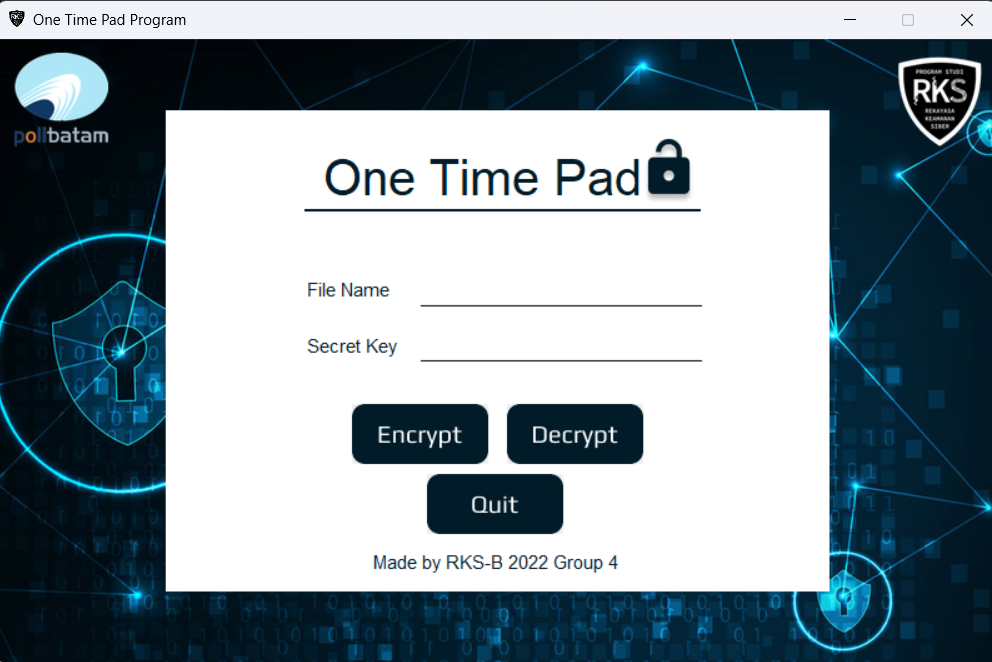 One Time Pad Program
polibatam
PROGRAM STUDI
RKS
REKAYASA
KEAMANAN
SIBER
One Time Pad
File Name
Secret Key
Encrypt
Decrypt
Quit
Made by RKS-B 2022 Group 4